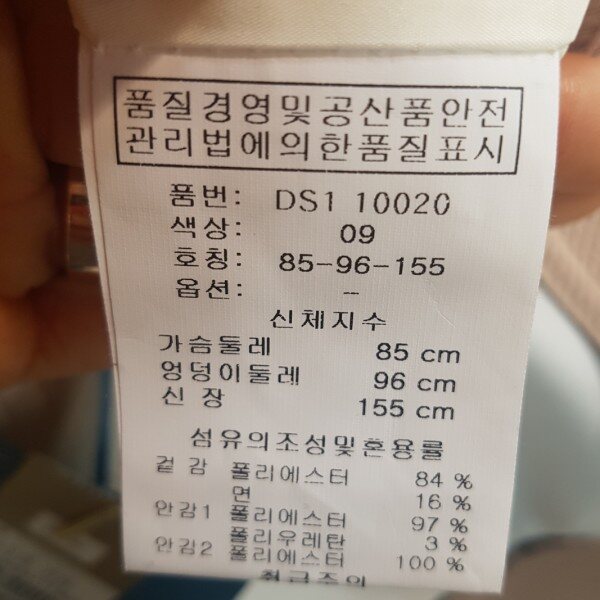 품질경영및공산품안전
관리법에의한품질표시
품번: DS1 10020
색상: 09
호칭: 85-96-155
옵션: --
신체지수
가슴둘레 85 cm
엉덩이둘레 96 cm
신 장 155 cm
섬유의조성및혼용률
겉 감 폴리에스터 84 %
면 16 %
안감1 폴리에스터 97 %
폴리우레탄 3 %
안감2 폴리에스터 100 %
취급주의